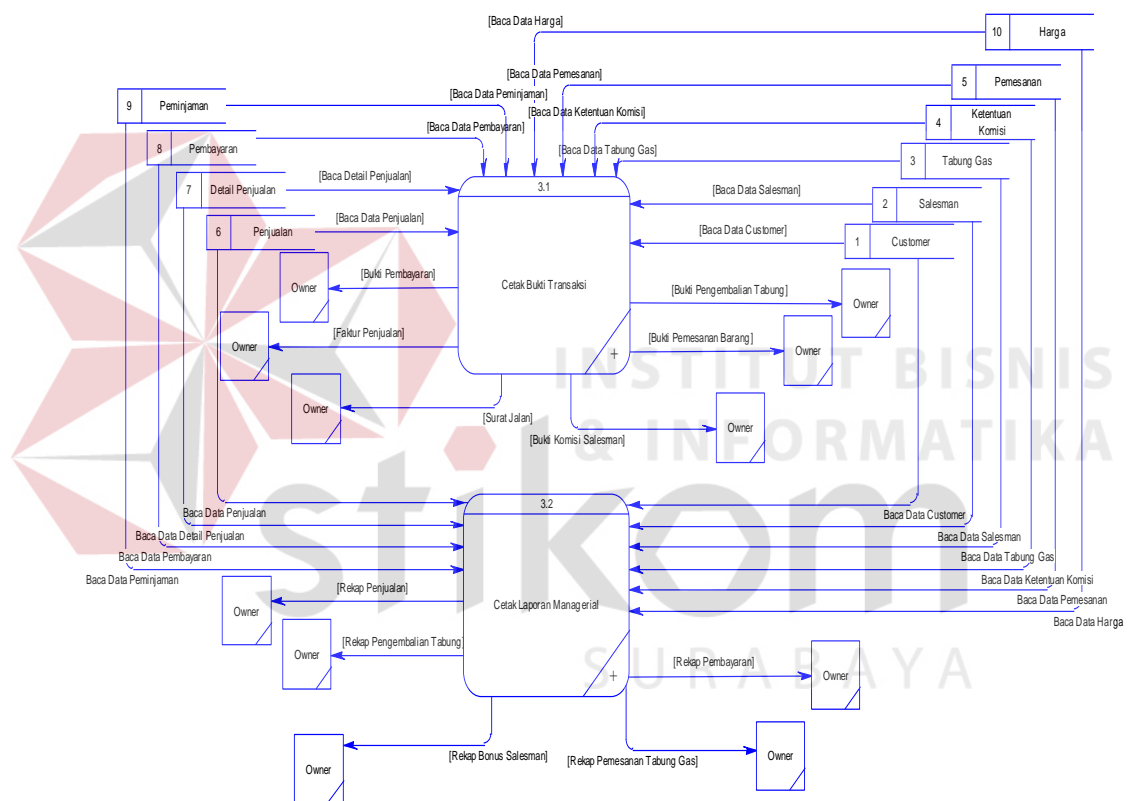 [Baca Data Harga]
10 Harga
[Baca Data Pemesanan]
5 Pemesanan
9 Peminjaman
[Baca Data Peminjaman]
[Baca Data Ketentuan Komisi]
4 Ketentuan
Komisi
[Baca Data Pembayaran]
8 Pembayaran
[Baca Data Tabung Gas]
3 Tabung Gas
7 Detail Penjualan
[Baca Detail Penjualan]
3.1
[Baca Data Salesman]
2 Salesman
6 Penjualan
[Baca Data Penjualan]
[Baca Data Customer]
1 Customer
Owner
[Bukti Pembayaran]
Cetak Bukti Transaksi
[Bukti Pengembalian Tabung]
Owner
Owner
[Faktur Penjualan]
[Bukti Pemesanan Barang]
Owner
+
INSTITUT BISNIS
& INFORMATIKA
Owner
[Surat Jalan]
[Bukti Komisi Salesman]
Owner
stikom
SURABAYA
3.2
Baca Data Penjualan
Baca Data Customer
Baca Data Detail Penjualan
Baca Data Salesman
Baca Data Pembayaran
Baca Data Tabung Gas
Baca Data Peminjaman
Baca Data Ketentuan Komisi
Baca Data Pemesanan
Baca Data Harga
Cetak Laporan Managerial
Owner
[Rekap Penjualan]
Owner
[Rekap Pengembalian Tabung]
+
[Rekap Pembayaran]
Owner
Owner
[Rekap Bonus Salesman]
[Rekap Pemesanan Tabung Gas]
Owner